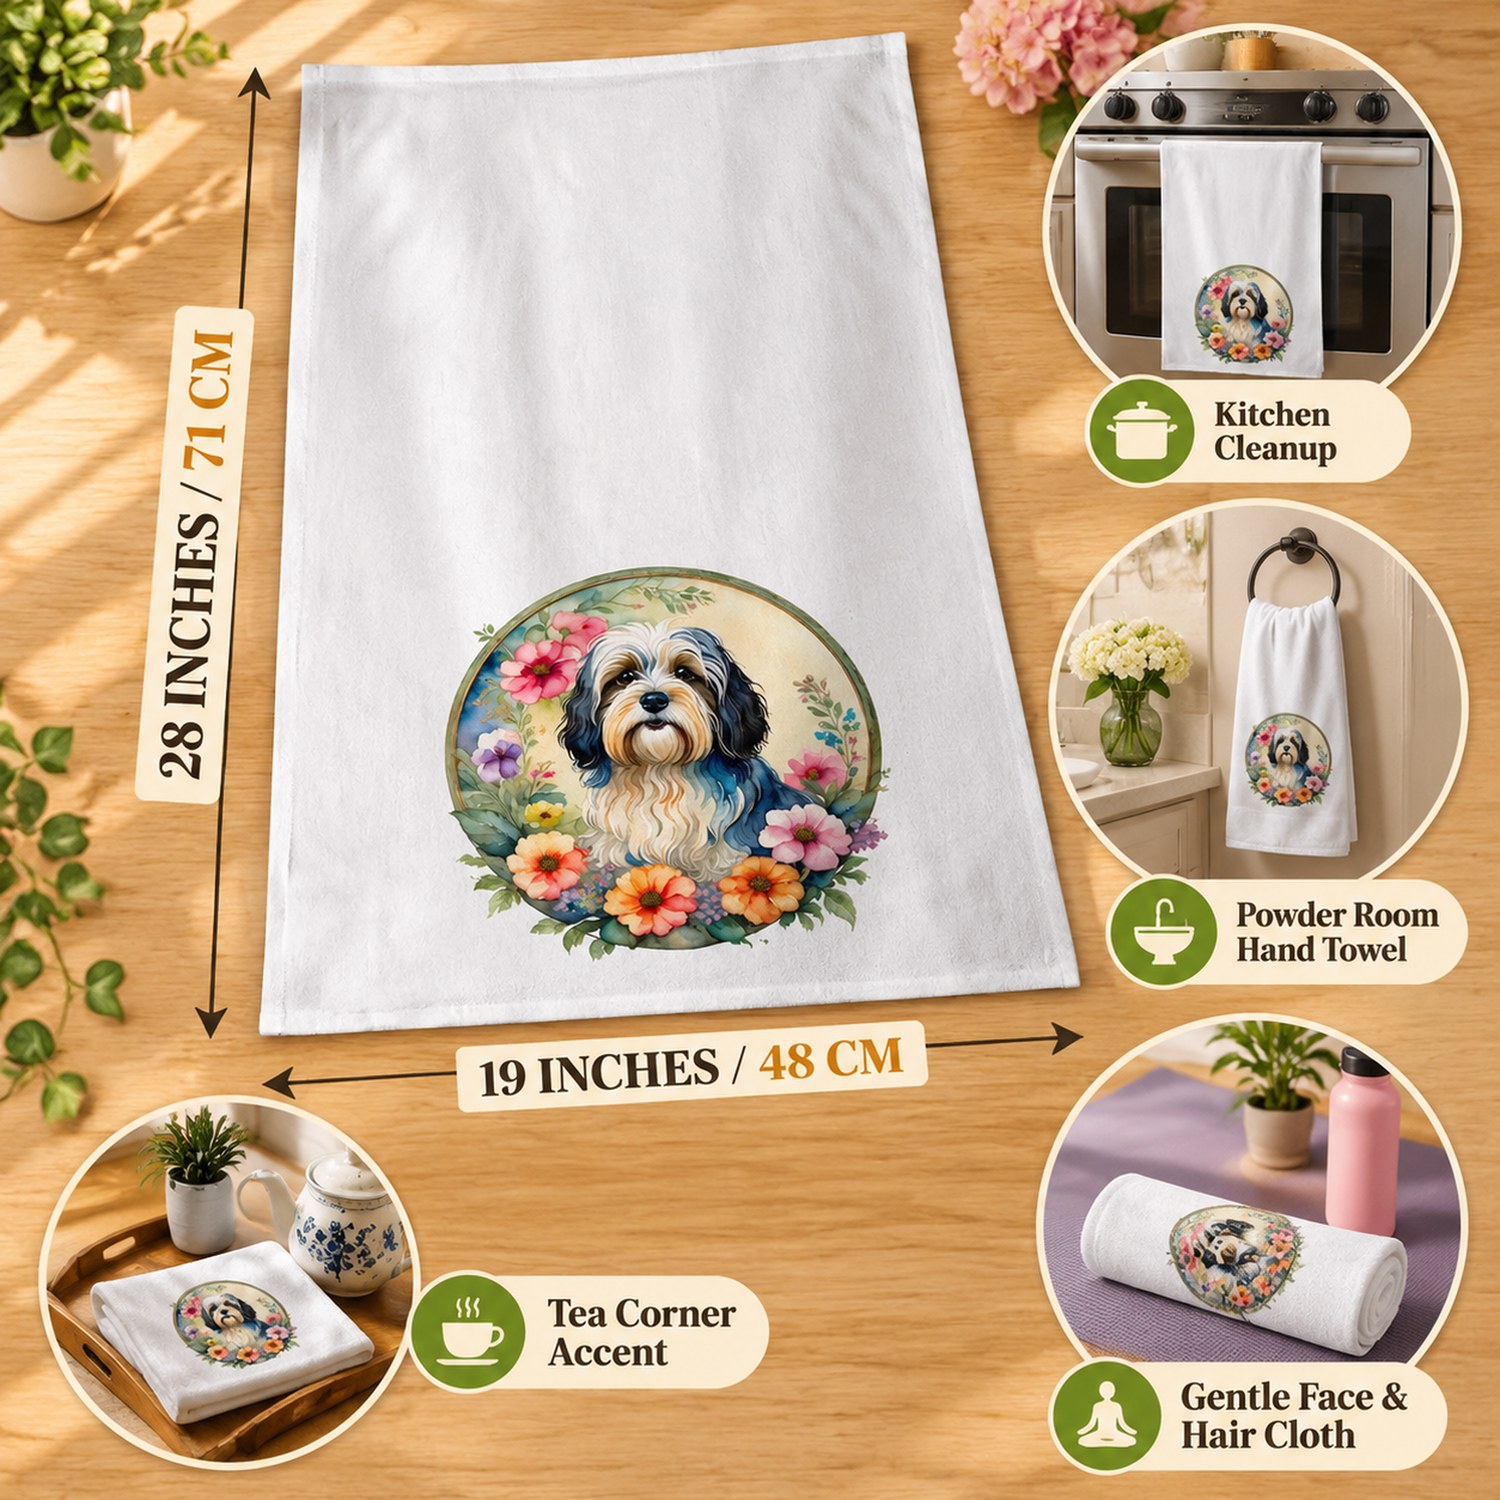 28 INCHES / 71 CM
19 INCHES / 48 CM
Kitchen
Cleanup
Powder Room
Hand Towel
Tea Corner
Accent
Gentle Face &
Hair Cloth